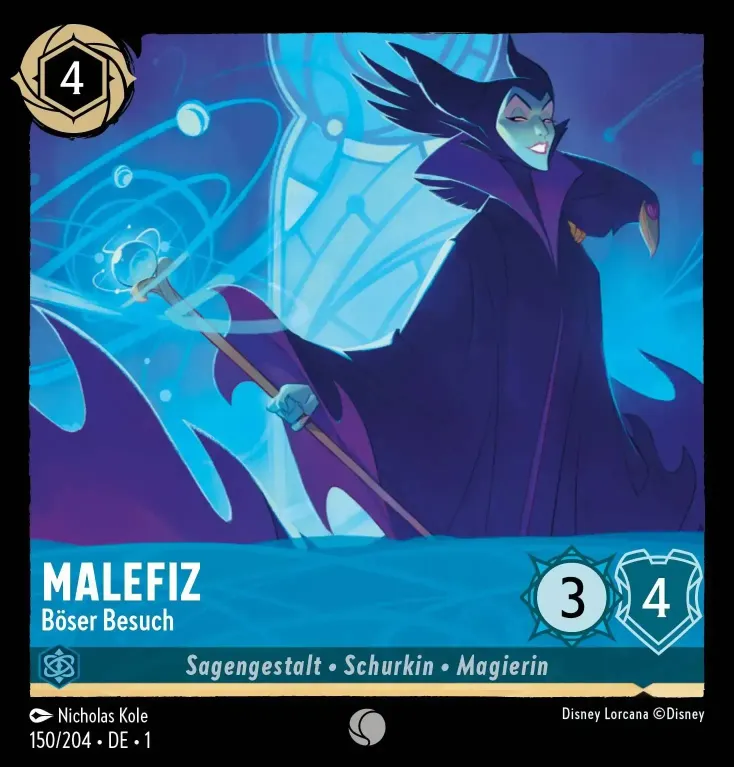 4
MALEFIZ
Böser Besuch
3
4
Sagengestalt • Schurkin • Magierin
Nicholas Kole
Disney Lorcana ©Disney
150/204 • DE • 1